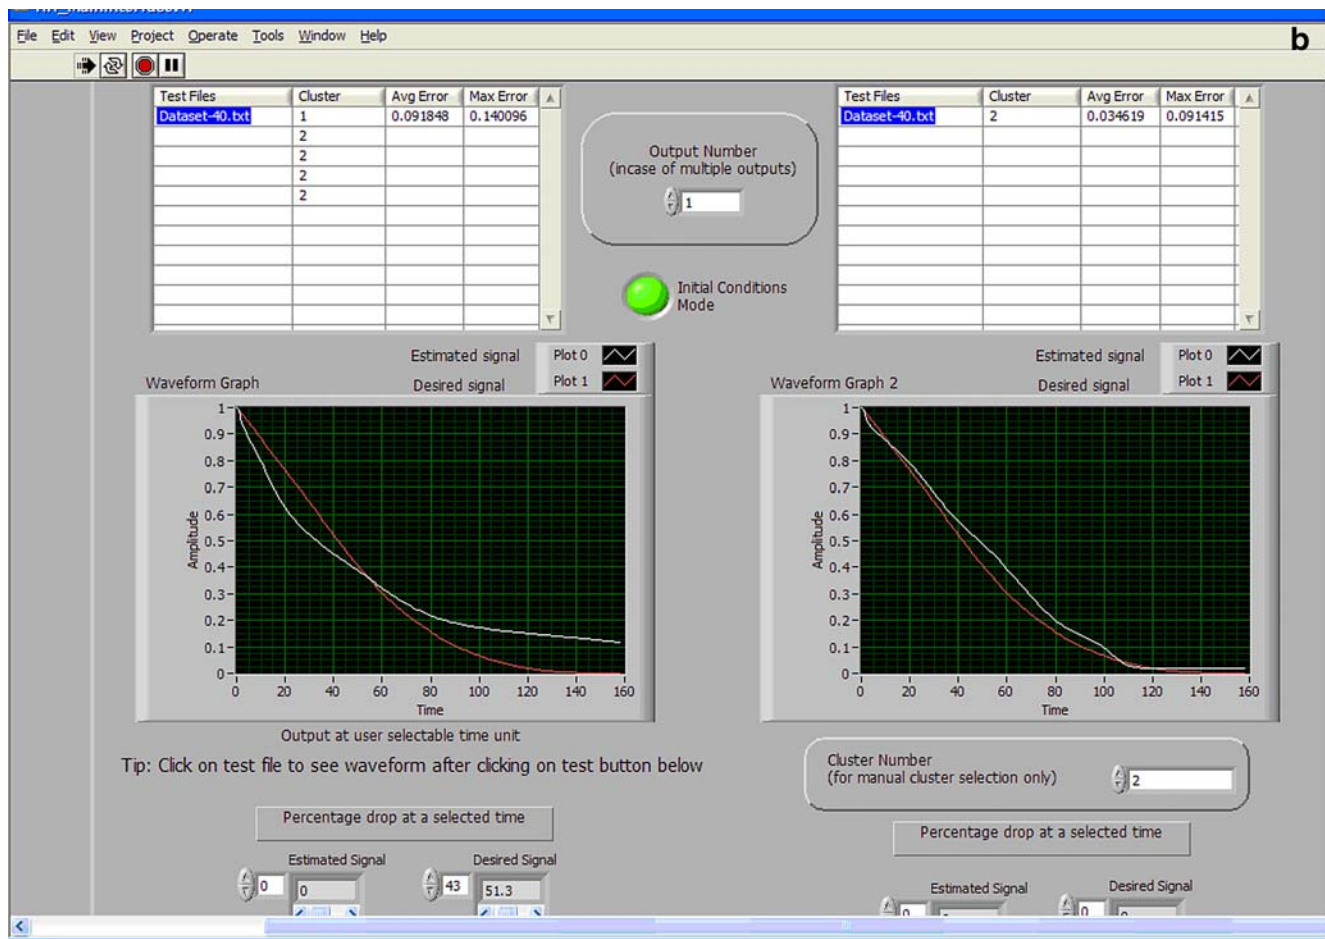 File Edit View Project Operate Tools Window Help
b
Test Files Cluster Avg Error Max Error
Dataset-40.txt 1 0.091848 0.140096
2
2
2
2
Output Number
(incase of multiple outputs)
1
Initial Conditions
Mode
Test Files Cluster Avg Error Max Error
Dataset-40.txt 2 0.034619 0.091415
Estimated signal Plot 0
Waveform Graph Desired signal Plot 1
1
0.9
0.8
0.7
0.6
0.5
0.4
0.3
0.2
0.1
0
Amplitude
0 20 40 60 80 100 120 140 160
Time
Output at user selectable time unit
Estimated signal Plot 0
Waveform Graph 2 Desired signal Plot 1
1
0.9
0.8
0.7
0.6
0.5
0.4
0.3
0.2
0.1
0
Amplitude
0 20 40 60 80 100 120 140 160
Time
Tip: Click on test file to see waveform after clicking on test button below
Cluster Number
(for manual cluster selection only)
2
Percentage drop at a selected time
Estimated Signal Desired Signal
0 0 43 51.3
Percentage drop at a selected time
Estimated Signal Desired Signal